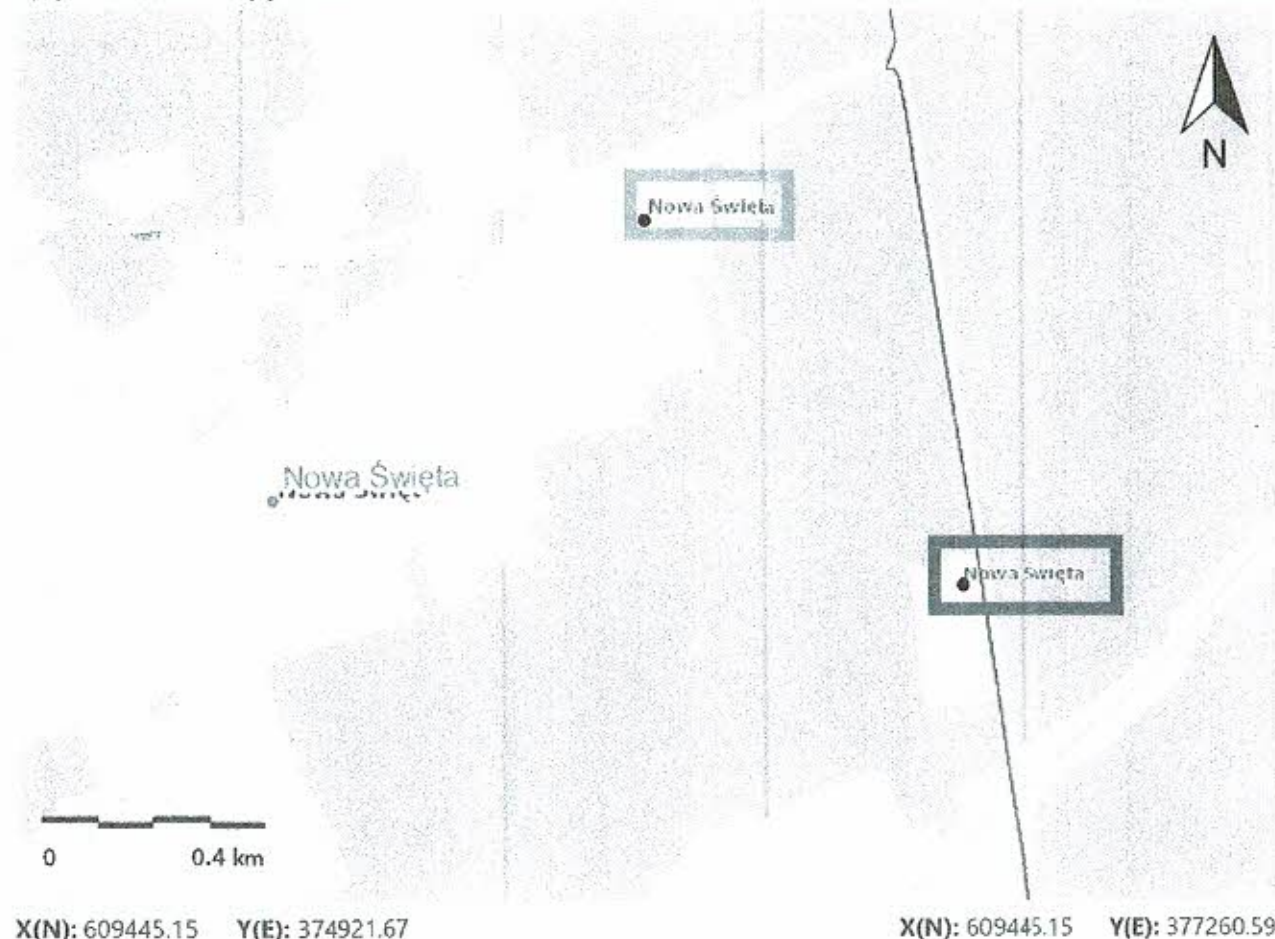 N
Nowa Święta
Nowa Święta
Nowa Święta
0 0.4 km
X(N): 609445.15 Y(E): 374921.67 X(N): 609445.15 Y(E): 377260.59